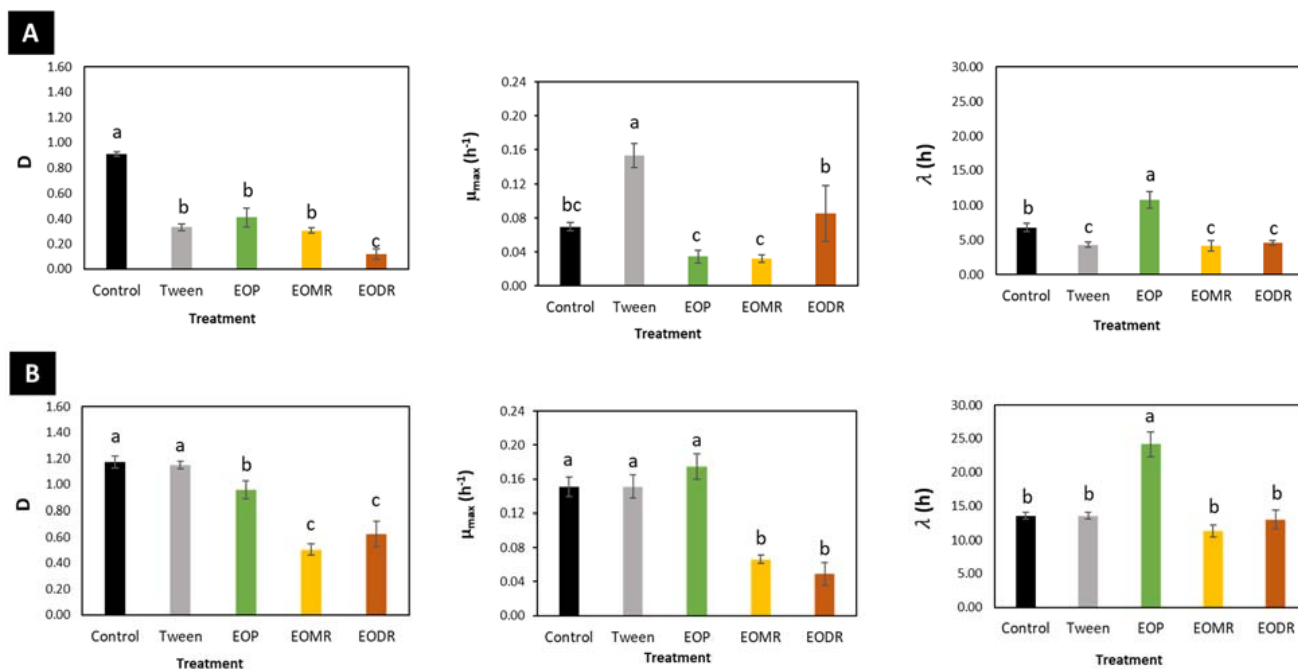 A
D
1.60
1.40
1.20
1.00
0.80
0.60
0.40
0.20
0.00
a
b
b
b
c
Control Tween EOP EOMR EODR
Treatment
μmax (h-1)
0.24
0.20
0.16
0.12
0.08
0.04
0.00
bc
a
c
c
b
Control Tween EOP EOMR EODR
Treatment
λ (h)
30.00
25.00
20.00
15.00
10.00
5.00
0.00
b
c
a
c
c
Control Tween EOP EOMR EODR
Treatment
B
D
1.60
1.40
1.20
1.00
0.80
0.60
0.40
0.20
0.00
a
a
b
c
c
Control Tween EOP EOMR EODR
Treatment
μmax (h-1)
0.24
0.20
0.16
0.12
0.08
0.04
0.00
a
a
a
b
b
Control Tween EOP EOMR EODR
Treatment
λ (h)
30.00
25.00
20.00
15.00
10.00
5.00
0.00
b
b
a
b
b
Control Tween EOP EOMR EODR
Treatment